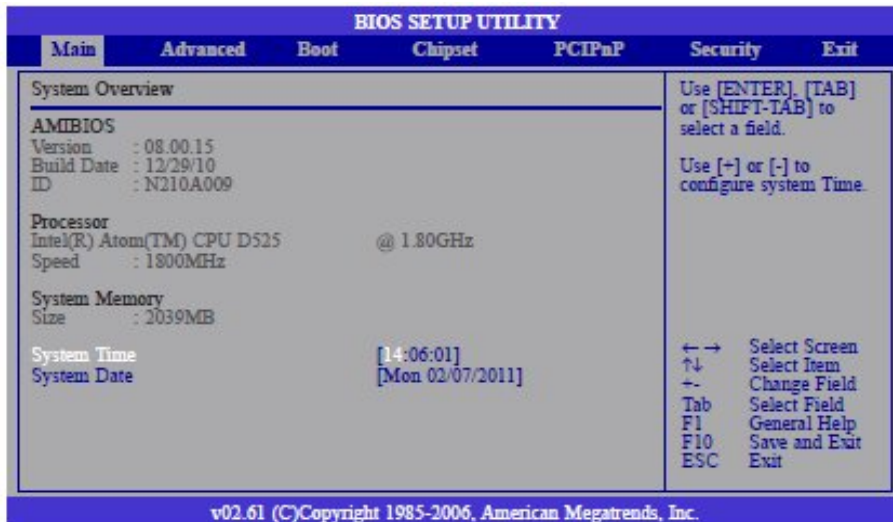 BIOS SETUP UTILITY
Main Advanced Boot Chipset PCIPnP Security Exit
System Overview
AMIBIOS
Version : 08.00.15
Build Date : 12/29/10
ID : N210A009
Processor
Intel(R) Atom(TM) CPU D525 @ 1.80GHz
Speed : 1800MHz
System Memory
Size : 2039MB
System Time [14:06:01]
System Date [Mon 02/07/2011]
Use [ENTER], [TAB]
or [SHIFT-TAB] to
select a field.
Use [+] or [-] to
configure system Time.
←→ Select Screen
↑↓ Select Item
+- Change Field
Tab Select Field
F1 General Help
F10 Save and Exit
ESC Exit
v02.61 (C)Copyright 1985-2006, American Megatrends, Inc.